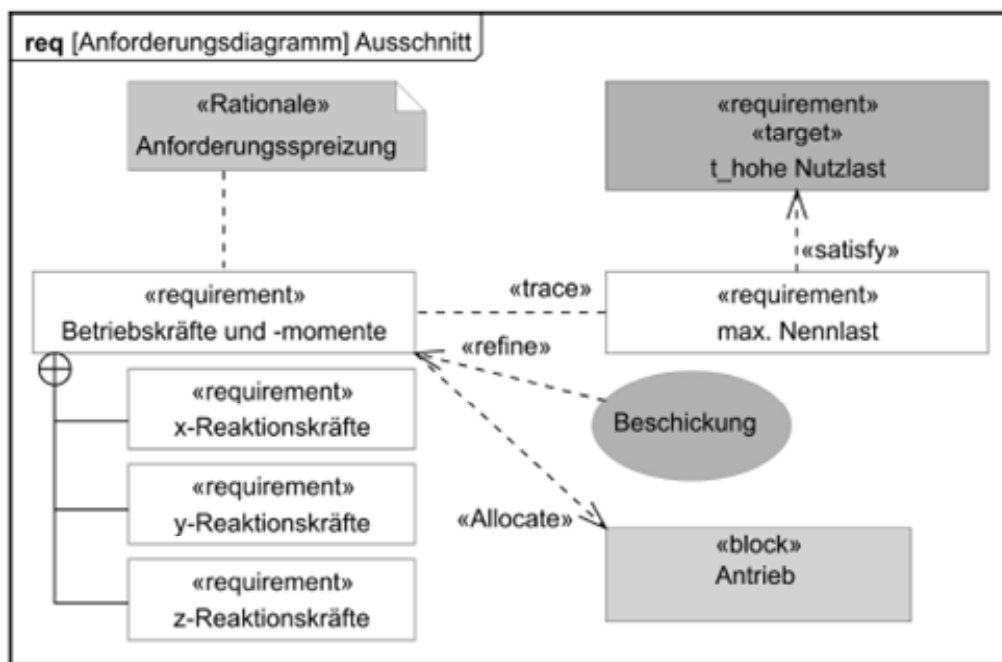 req [Anforderungsdiagramm] Ausschnitt
«Rationale»
Anforderungsspreizung
«requirement»
«target»
t_hohe Nutzlast
«satisfy»
«requirement»
Betriebskräfte und -momente
«trace»
«requirement»
max. Nennlast
«refine»
Beschickung
«requirement»
x-Reaktionskräfte
«requirement»
y-Reaktionskräfte
«Allocate»
«block»
Antrieb
«requirement»
z-Reaktionskräfte